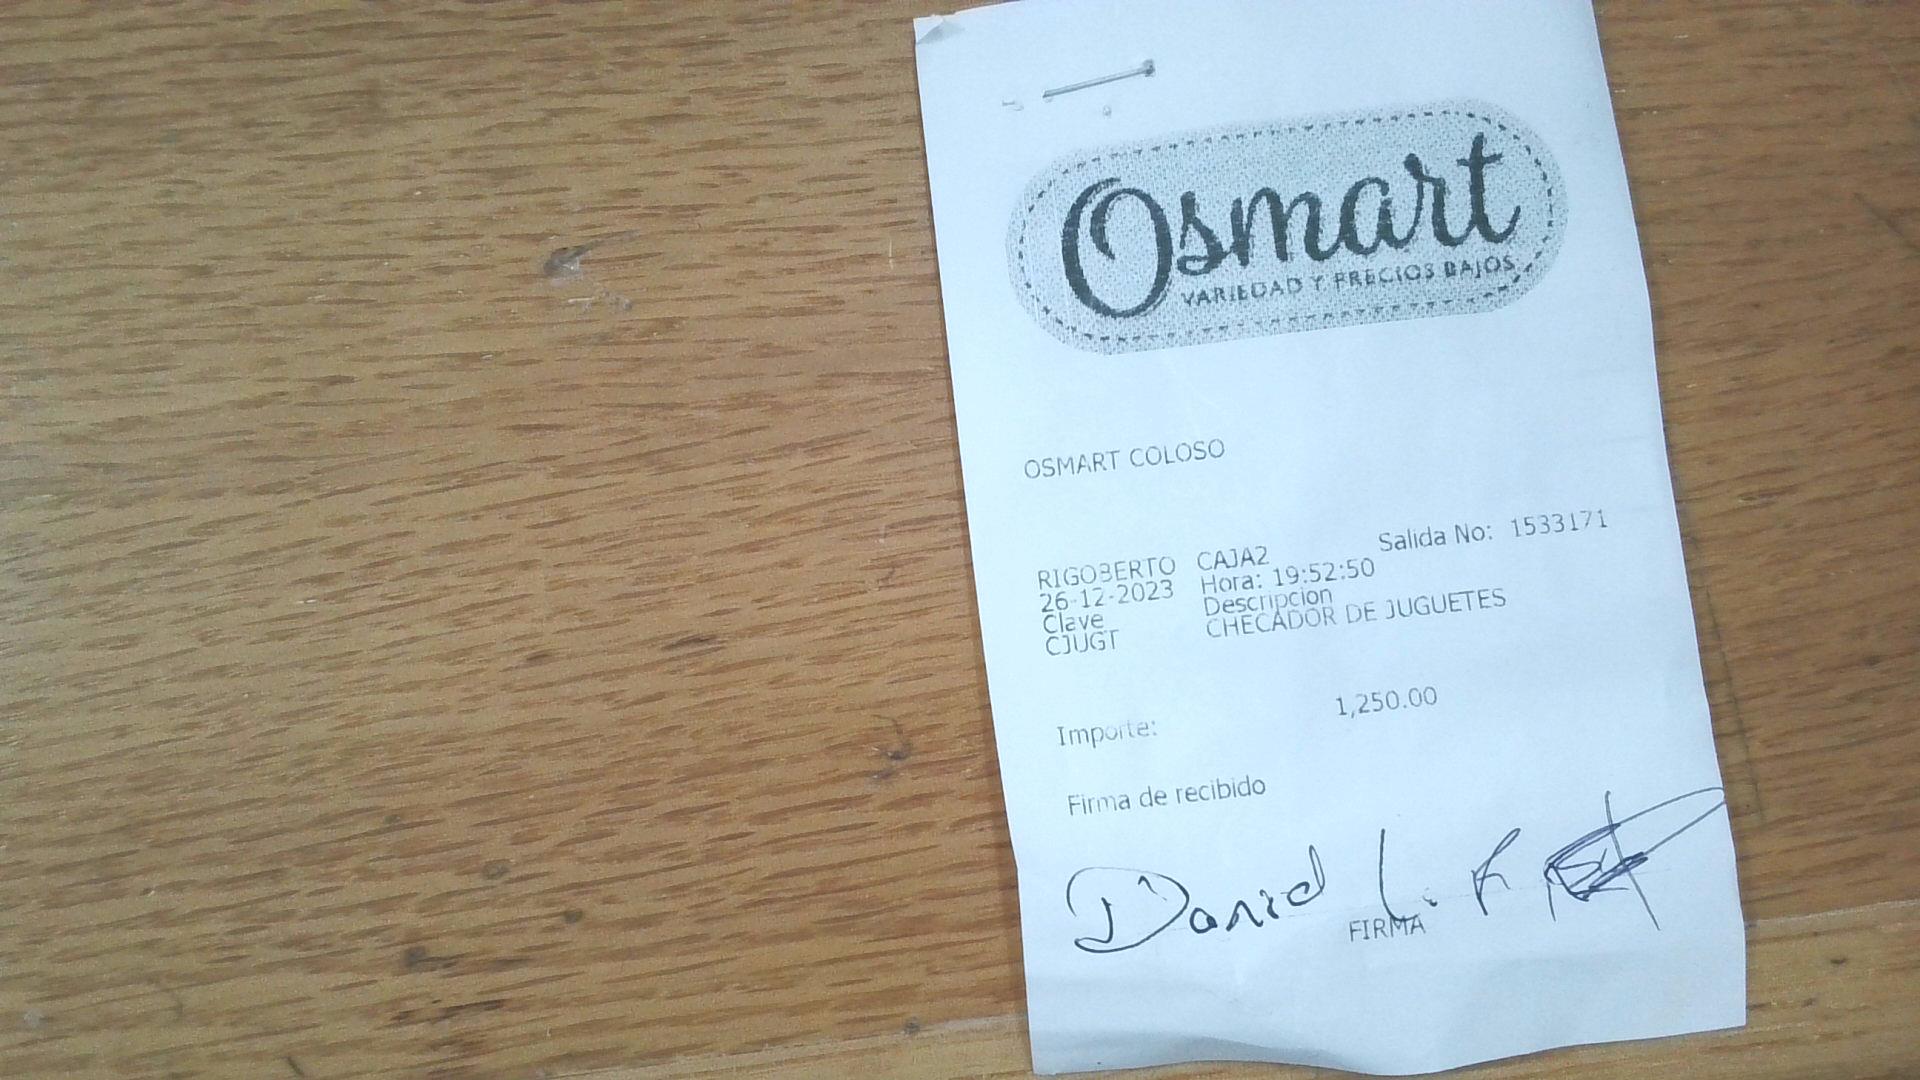 Osmart
VARIEDAD Y PRECIOS BAJOS
OSMART COLOSO
Salida No: 1533171
RIGOBERTO CAJA2
26-12-2023 Hora: 19:52:50
Clave Descripcion
CJUGT CHECADOR DE JUGUETES
Importe: 1,250.00
Firma de recibido
Daniel L. R
FIRMA